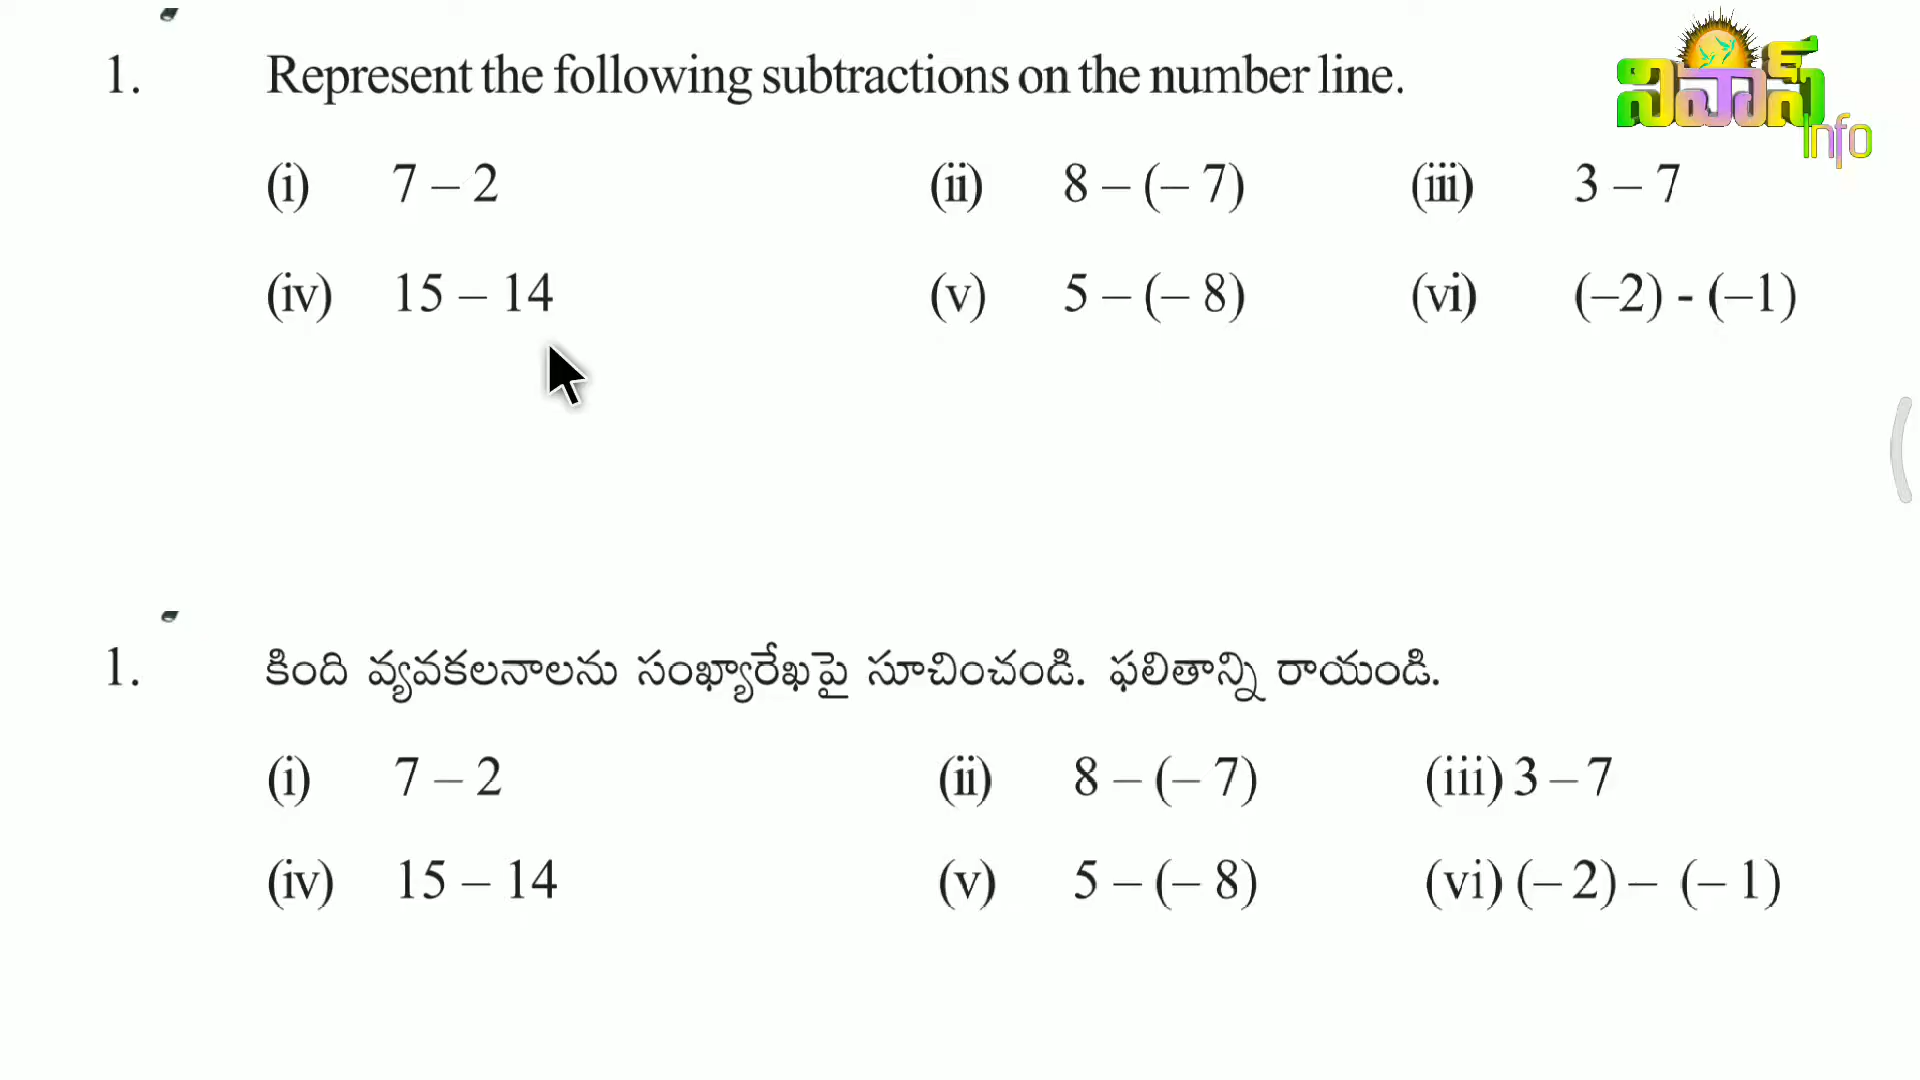 1. Represent the following subtractions on the number line.
నివాస్
Info
(i) 7 – 2 (ii) 8 – (– 7) (iii) 3 – 7
(iv) 15 – 14 (v) 5 – (– 8) (vi) (–2) - (–1)
1. కింది వ్యవకలనాలను సంఖ్యారేఖపై సూచించండి. ఫలితాన్ని రాయండి.
(i) 7 – 2 (ii) 8 – (– 7) (iii) 3 – 7
(iv) 15 – 14 (v) 5 – (– 8) (vi) (– 2) – (– 1)